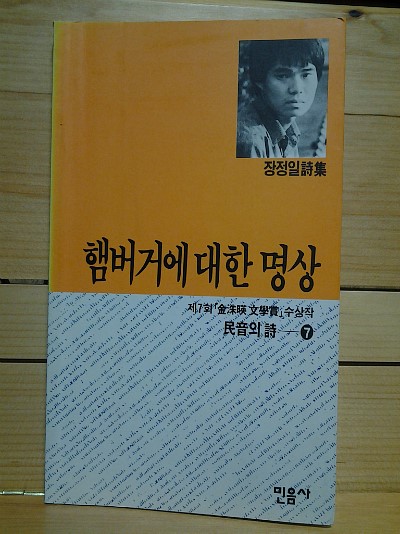 장정일詩集
햄버거에 대한 명상
제7회「金洙暎 文學賞」수상작
民音의 詩 — 7
민음사